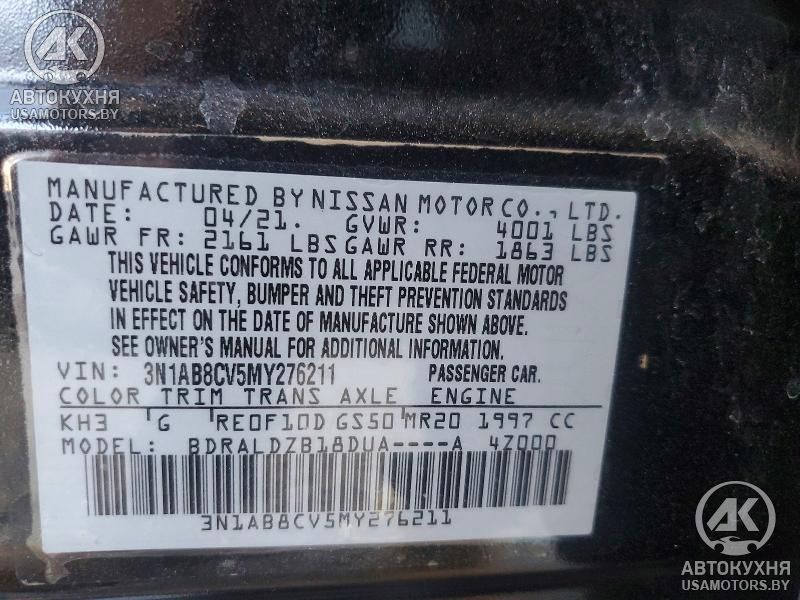 АК
АВТОКУХНЯ
USAMOTORS.BY
MANUFACTURED BY NISSAN MOTOR CO., LTD.
DATE: 04/21. GVWR: 4001 LBS
GAWR FR: 2161 LBS GAWR RR: 1863 LBS
THIS VEHICLE CONFORMS TO ALL APPLICABLE FEDERAL MOTOR
VEHICLE SAFETY, BUMPER AND THEFT PREVENTION STANDARDS
IN EFFECT ON THE DATE OF MANUFACTURE SHOWN ABOVE.
SEE OWNER'S MANUAL FOR ADDITIONAL INFORMATION.
VIN: 3N1AB8CV5MY276211 PASSENGER CAR.
COLOR TRIM TRANS AXLE ENGINE
KH3 G RE0F10D GS50 MR20 1997 CC
MODEL: BDRALDZB18DUA----A 4Z000
3N1AB8CV5MY276211
АК
АВТОКУХНЯ
USAMOTORS.BY